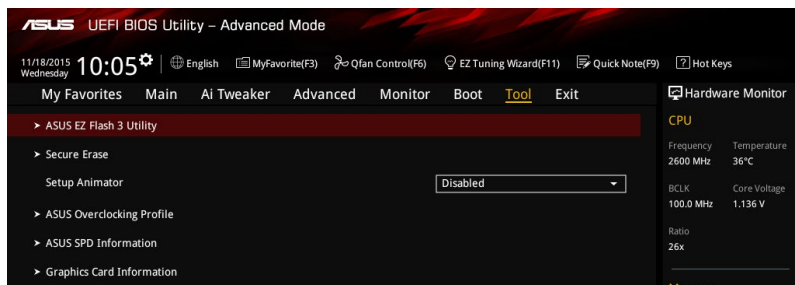 ASUS UEFI BIOS Utility – Advanced Mode
11/18/2015 Wednesday 10:05 English MyFavorite(F3) Qfan Control(F6) EZ Tuning Wizard(F11) Quick Note(F9) Hot Keys
My Favorites Main Ai Tweaker Advanced Monitor Boot Tool Exit
Hardware Monitor
> ASUS EZ Flash 3 Utility
> Secure Erase
Setup Animator Disabled
> ASUS Overclocking Profile
> ASUS SPD Information
> Graphics Card Information
CPU
Frequency Temperature
2600 MHz 36°C
BCLK Core Voltage
100.0 MHz 1.136 V
Ratio
26x